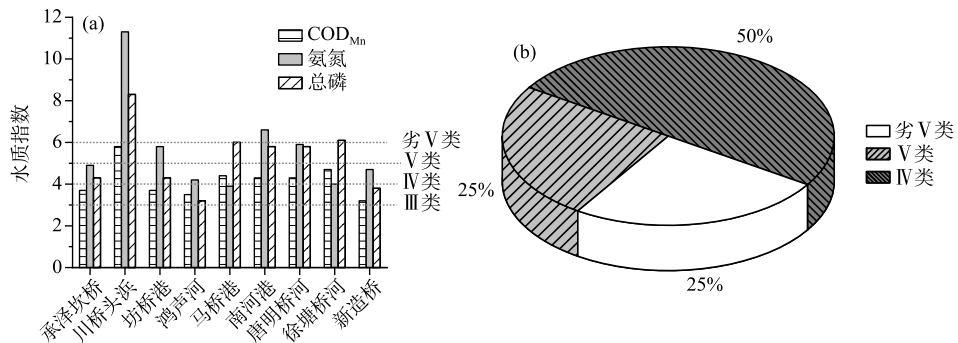 (a)
COD_Mn
氨氮
总磷
水质指数
12
10
8
6
4
2
0
劣Ⅴ类
Ⅴ类
Ⅳ类
Ⅲ类
承泽坎桥
川桥头浜
坊桥港
鸿声河
马桥港
南河港
唐明桥河
徐塘桥河
新造桥
(b)
50%
25%
25%
劣Ⅴ类
Ⅴ类
Ⅳ类